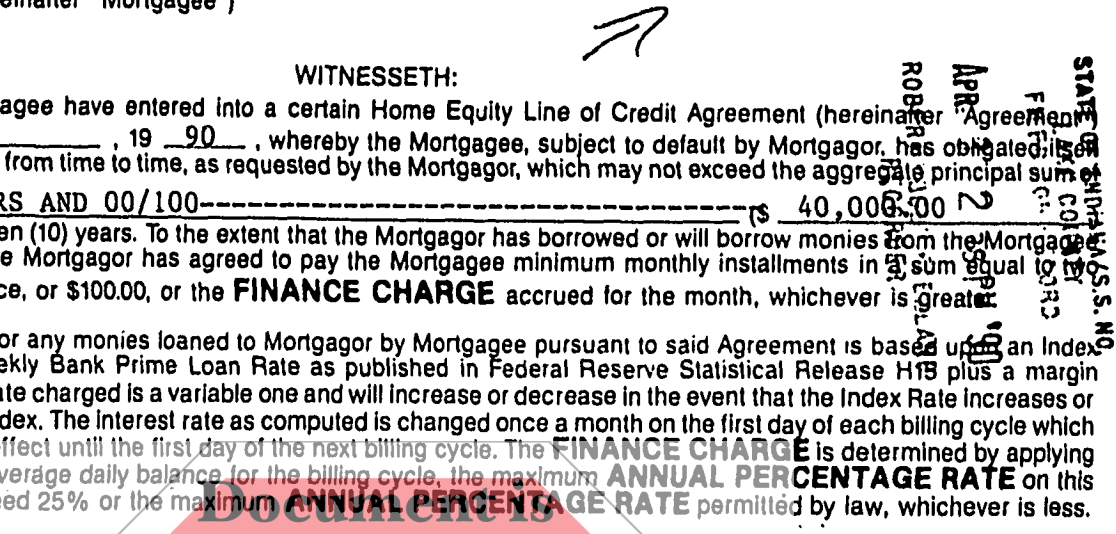 einafter "Mortgagee")
WITNESSETH:
agee have entered into a certain Home Equity Line of Credit Agreement (hereinafter "Agreement"
, 19 90 , whereby the Mortgagee, subject to default by Mortgagor, has obligated itself
from time to time, as requested by the Mortgagor, which may not exceed the aggregate principal sum of
RS AND 00/100------------------------------------------($ 40,000.00
en (10) years. To the extent that the Mortgagor has borrowed or will borrow monies from the Mortgagee
e Mortgagor has agreed to pay the Mortgagee minimum monthly installments in a sum equal to
ce, or $100.00, or the FINANCE CHARGE accrued for the month, whichever is greater
or any monies loaned to Mortgagor by Mortgagee pursuant to said Agreement is based upon an Index
ekly Bank Prime Loan Rate as published in Federal Reserve Statistical Release H15 plus a margin
ate charged is a variable one and will increase or decrease in the event that the Index Rate increases or
dex. The interest rate as computed is changed once a month on the first day of each billing cycle which
ffect until the first day of the next billing cycle. The FINANCE CHARGE is determined by applying
verage daily balance for the billing cycle, the maximum ANNUAL PERCENTAGE RATE on this
ed 25% or the maximum ANNUAL PERCENTAGE RATE permitted by law, whichever is less.
Document is
STATE OF INDIANA/S.S. NO
APR '90
ROBERT